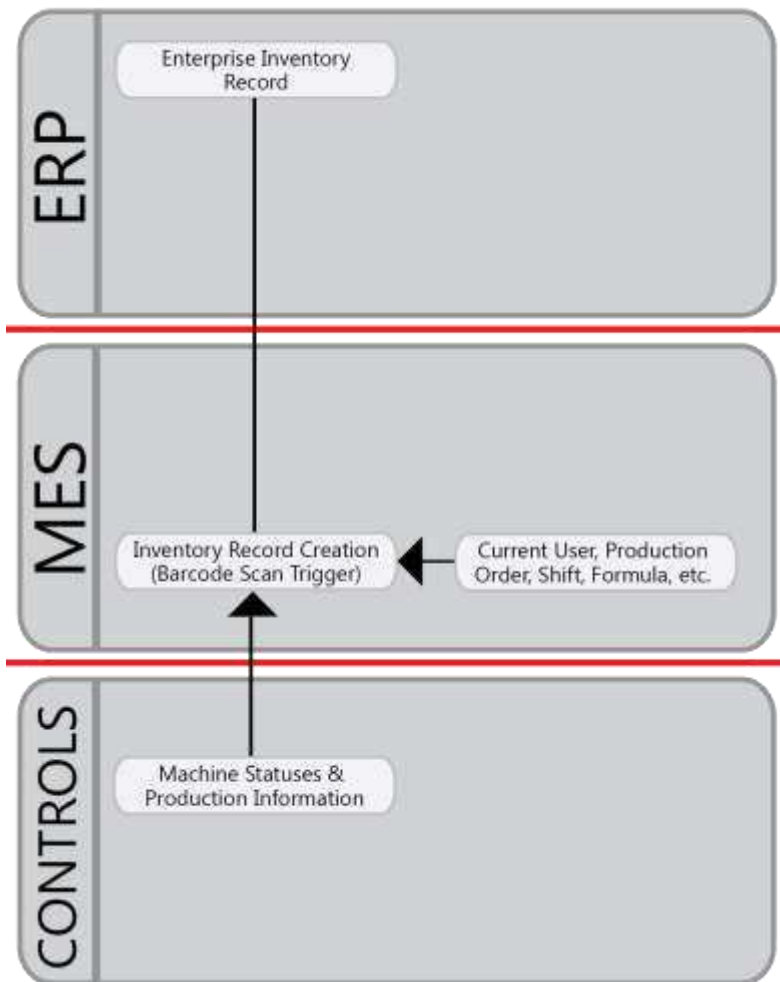 ERP
Enterprise Inventory
Record
MES
Inventory Record Creation
(Barcode Scan Trigger)
Current User, Production
Order, Shift, Formula, etc.
CONTROLS
Machine Statuses &
Production Information